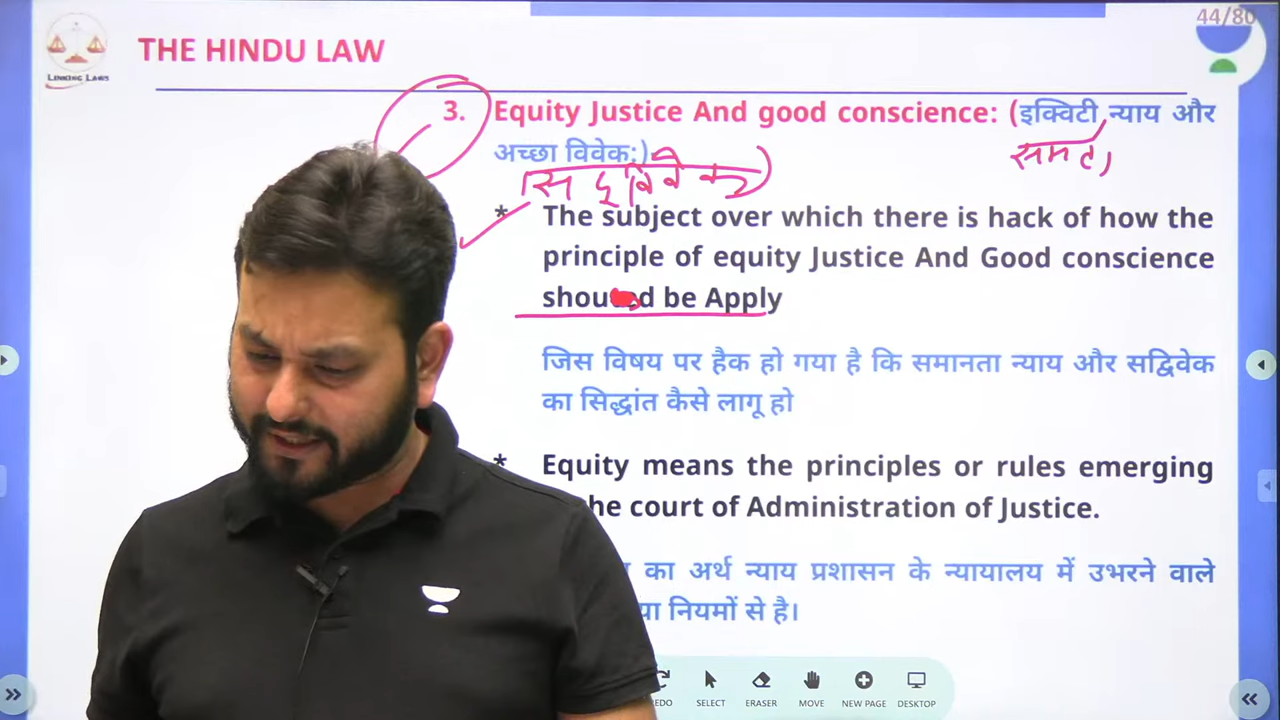 44/80
LINKING LAWS
THE HINDU LAW
3. Equity Justice And good conscience: (इक्विटी न्याय और
अच्छा विवेक:)
समता
सदविवेक
* The subject over which there is hack of how the
principle of equity Justice And Good conscience
should be Apply
जिस विषय पर हैक हो गया है कि समानता न्याय और सद्विवेक
का सिद्धांत कैसे लागू हो
* Equity means the principles or rules emerging
he court of Administration of Justice.
का अर्थ न्याय प्रशासन के न्यायालय में उभरने वाले
या नियमों से है।
EDO SELECT ERASER MOVE NEW PAGE DESKTOP